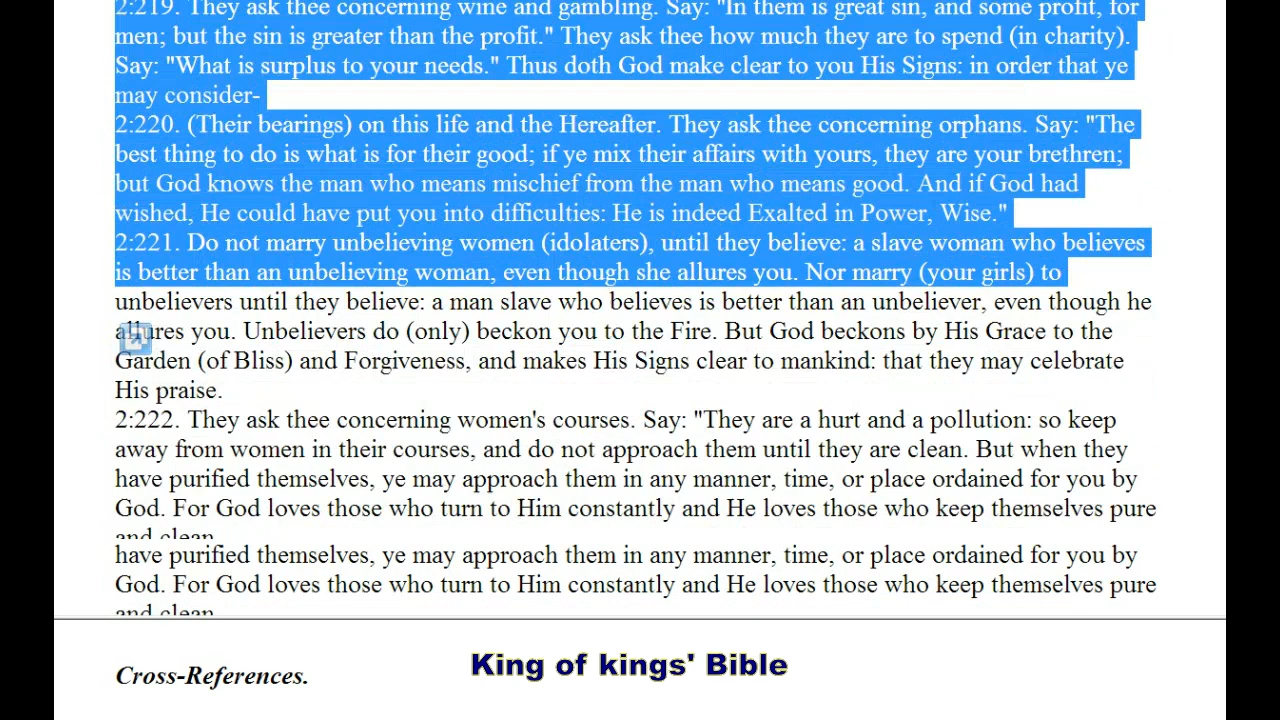 2:219. They ask thee concerning wine and gambling. Say: "In them is great sin, and some profit, for
men; but the sin is greater than the profit." They ask thee how much they are to spend (in charity).
Say: "What is surplus to your needs." Thus doth God make clear to you His Signs: in order that ye
may consider-
2:220. (Their bearings) on this life and the Hereafter. They ask thee concerning orphans. Say: "The
best thing to do is what is for their good; if ye mix their affairs with yours, they are your brethren;
but God knows the man who means mischief from the man who means good. And if God had
wished, He could have put you into difficulties: He is indeed Exalted in Power, Wise."
2:221. Do not marry unbelieving women (idolaters), until they believe: a slave woman who believes
is better than an unbelieving woman, even though she allures you. Nor marry (your girls) to
unbelievers until they believe: a man slave who believes is better than an unbeliever, even though he
allures you. Unbelievers do (only) beckon you to the Fire. But God beckons by His Grace to the
Garden (of Bliss) and Forgiveness, and makes His Signs clear to mankind: that they may celebrate
His praise.
2:222. They ask thee concerning women's courses. Say: "They are a hurt and a pollution: so keep
away from women in their courses, and do not approach them until they are clean. But when they
have purified themselves, ye may approach them in any manner, time, or place ordained for you by
God. For God loves those who turn to Him constantly and He loves those who keep themselves pure
and clean
have purified themselves, ye may approach them in any manner, time, or place ordained for you by
God. For God loves those who turn to Him constantly and He loves those who keep themselves pure
and clean
Cross-References.
King of kings' Bible